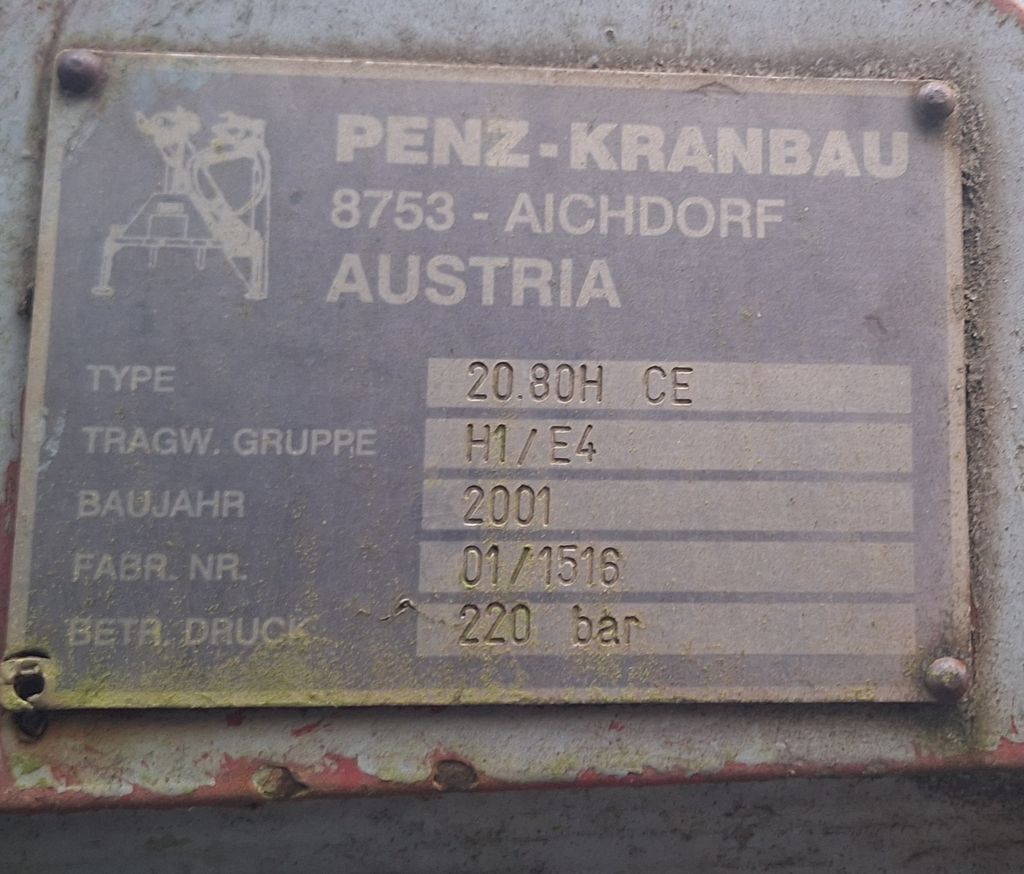 PENZ-KRANBAU
8753 - AICHDORF
AUSTRIA
TYPE 20.80H CE
TRAGW. GRUPPE H1/E4
BAUJAHR 2001
FABR. NR. 01/1516
BETR. DRUCK 220 bar